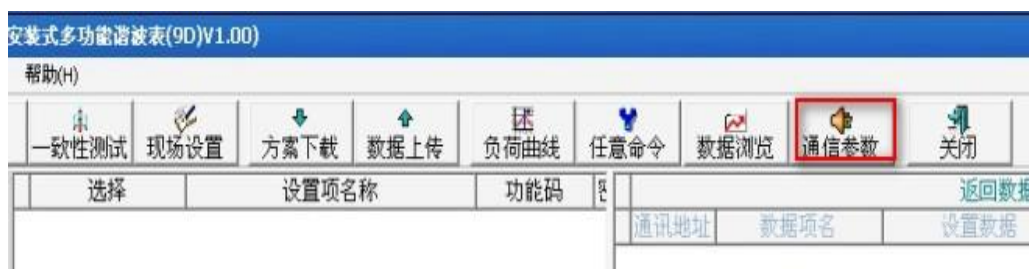 安装式多功能谐波表(9D)V1.00)
帮助(H)
一致性测试 现场设置 方案下载 数据上传 负荷曲线 任意命令 数据浏览 通信参数 关闭
选择 设置项名称 功能码
返回数据
通讯地址 数据项名 设置数据